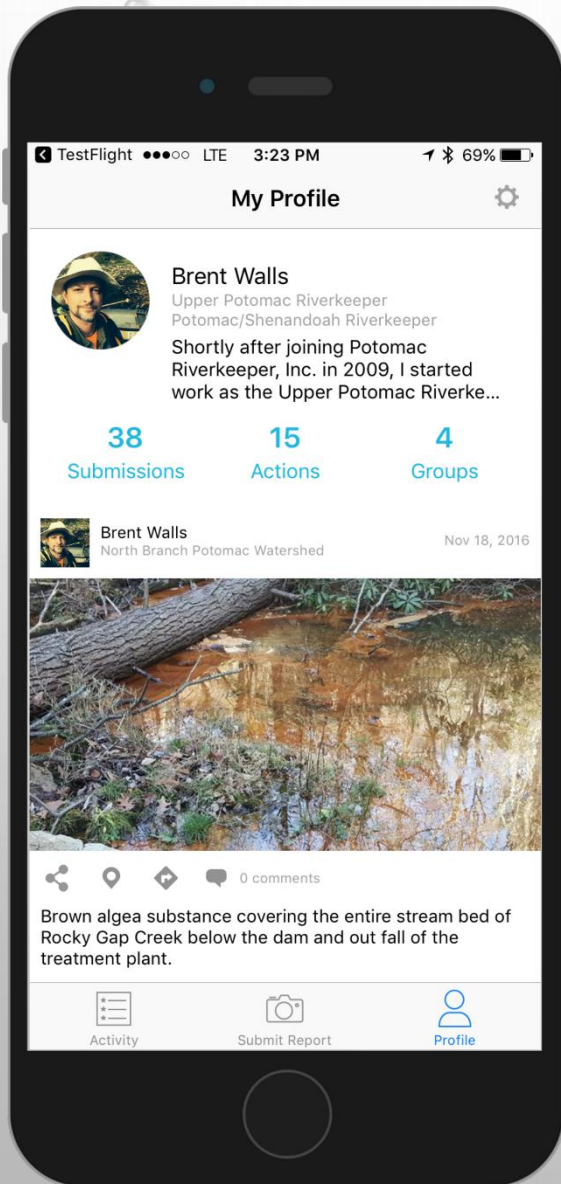 TestFlight LTE 3:23 PM 69%
My Profile
Brent Walls
Upper Potomac Riverkeeper
Potomac/Shenandoah Riverkeeper
Shortly after joining Potomac
Riverkeeper, Inc. in 2009, I started
work as the Upper Potomac Riverke...
38 15 4
Submissions Actions Groups
Brent Walls
North Branch Potomac Watershed
Nov 18, 2016
0 comments
Brown algea substance covering the entire stream bed of
Rocky Gap Creek below the dam and out fall of the
treatment plant.
Activity Submit Report Profile